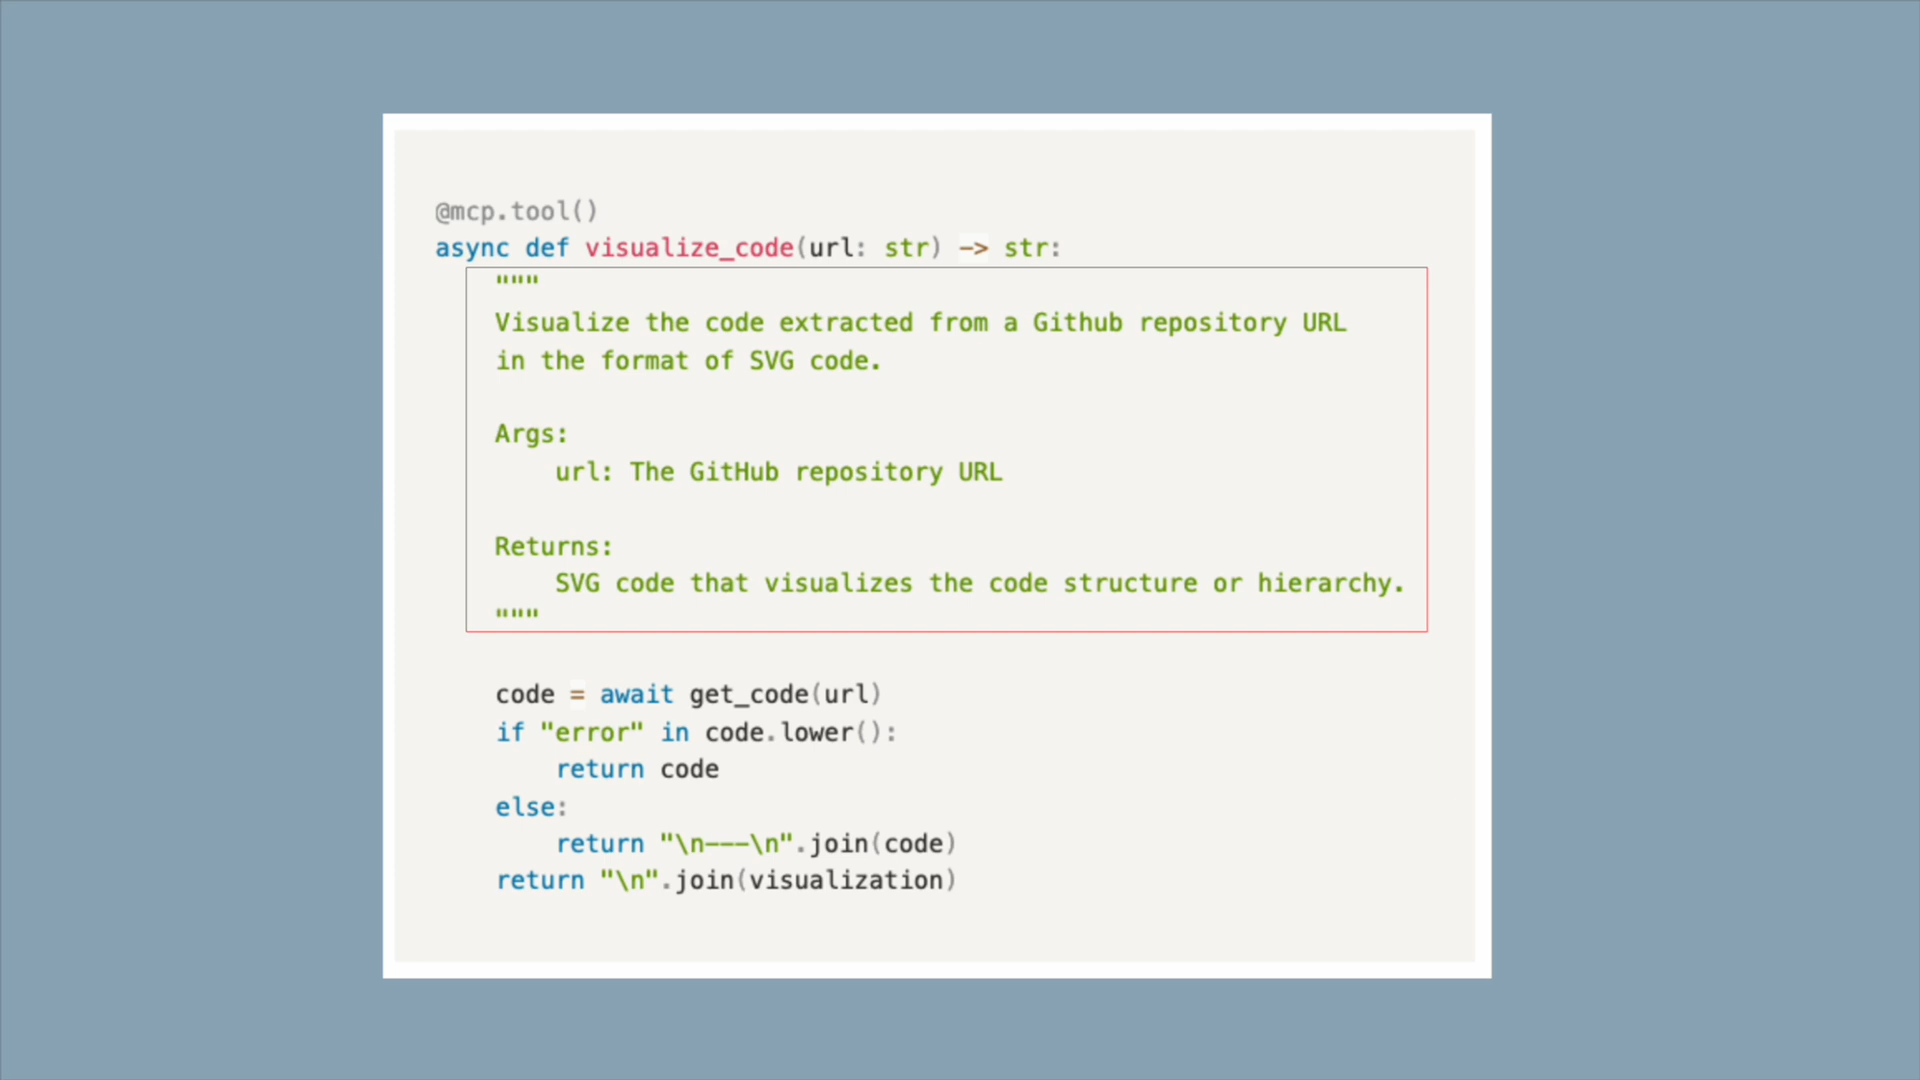 @mcp.tool()
async def visualize_code(url: str) -> str:
    """
    Visualize the code extracted from a Github repository URL
    in the format of SVG code.

    Args:
        url: The GitHub repository URL

    Returns:
        SVG code that visualizes the code structure or hierarchy.
    """

    code = await get_code(url)
    if "error" in code.lower():
        return code
    else:
        return "\n---\n".join(code)
    return "\n".join(visualization)